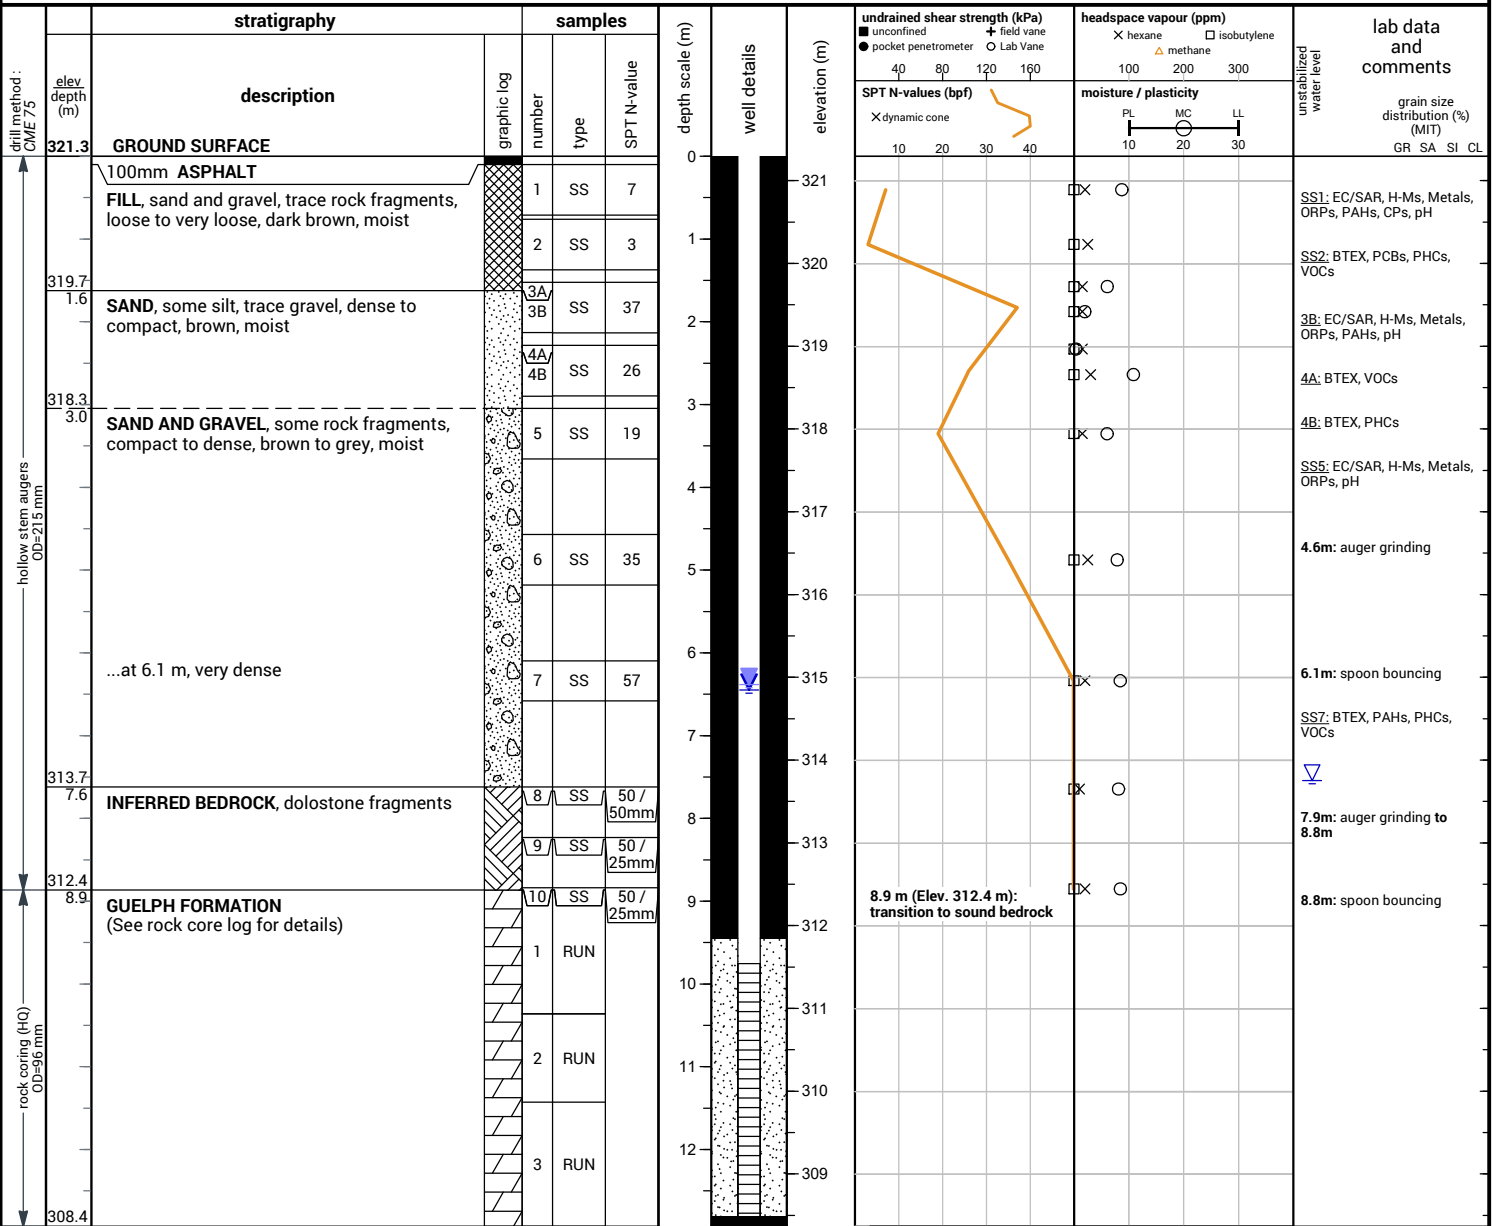 stratigraphy
samples
drill method :
CME 75
elev
depth
(m)
description
graphic log
number
type
SPT N-value
depth scale (m)
well details
elevation (m)
undrained shear strength (kPa)
unconfined
field vane
pocket penetrometer
Lab Vane
40 80 120 160
SPT N-values (bpf)
dynamic cone
10 20 30 40
headspace vapour (ppm)
hexane
isobutylene
methane
100 200 300
moisture / plasticity
PL MC LL
10 20 30
unstabilized
water level
lab data
and
comments
grain size
distribution (%)
(MIT)
GR SA SI CL
321.3 GROUND SURFACE
100mm ASPHALT
FILL, sand and gravel, trace rock fragments,
loose to very loose, dark brown, moist
319.7
1.6
SAND, some silt, trace gravel, dense to
compact, brown, moist
318.3
3.0
SAND AND GRAVEL, some rock fragments,
compact to dense, brown to grey, moist
...at 6.1 m, very dense
313.7
7.6
INFERRED BEDROCK, dolostone fragments
312.4
8.9
GUELPH FORMATION
(See rock core log for details)
308.4
hollow stem augers
OD=215 mm
rock coring (HQ)
OD=96 mm
1 SS 7
2 SS 3
3A
3B SS 37
4A
4B SS 26
5 SS 19
6 SS 35
7 SS 57
8 SS 50 /
50mm
9 SS 50 /
25mm
10 SS 50 /
25mm
1 RUN
2 RUN
3 RUN
0
1
2
3
4
5
6
7
8
9
10
11
12
321
320
319
318
317
316
315
314
313
312
311
310
309
8.9 m (Elev. 312.4 m):
transition to sound bedrock
SS1: EC/SAR, H-Ms, Metals,
ORPs, PAHs, CPs, pH
SS2: BTEX, PCBs, PHCs,
VOCs
3B: EC/SAR, H-Ms, Metals,
ORPs, PAHs, pH
4A: BTEX, VOCs
4B: BTEX, PHCs
SS5: EC/SAR, H-Ms, Metals,
ORPs, pH
4.6m: auger grinding
6.1m: spoon bouncing
SS7: BTEX, PAHs, PHCs,
VOCs
7.9m: auger grinding to
8.8m
8.8m: spoon bouncing